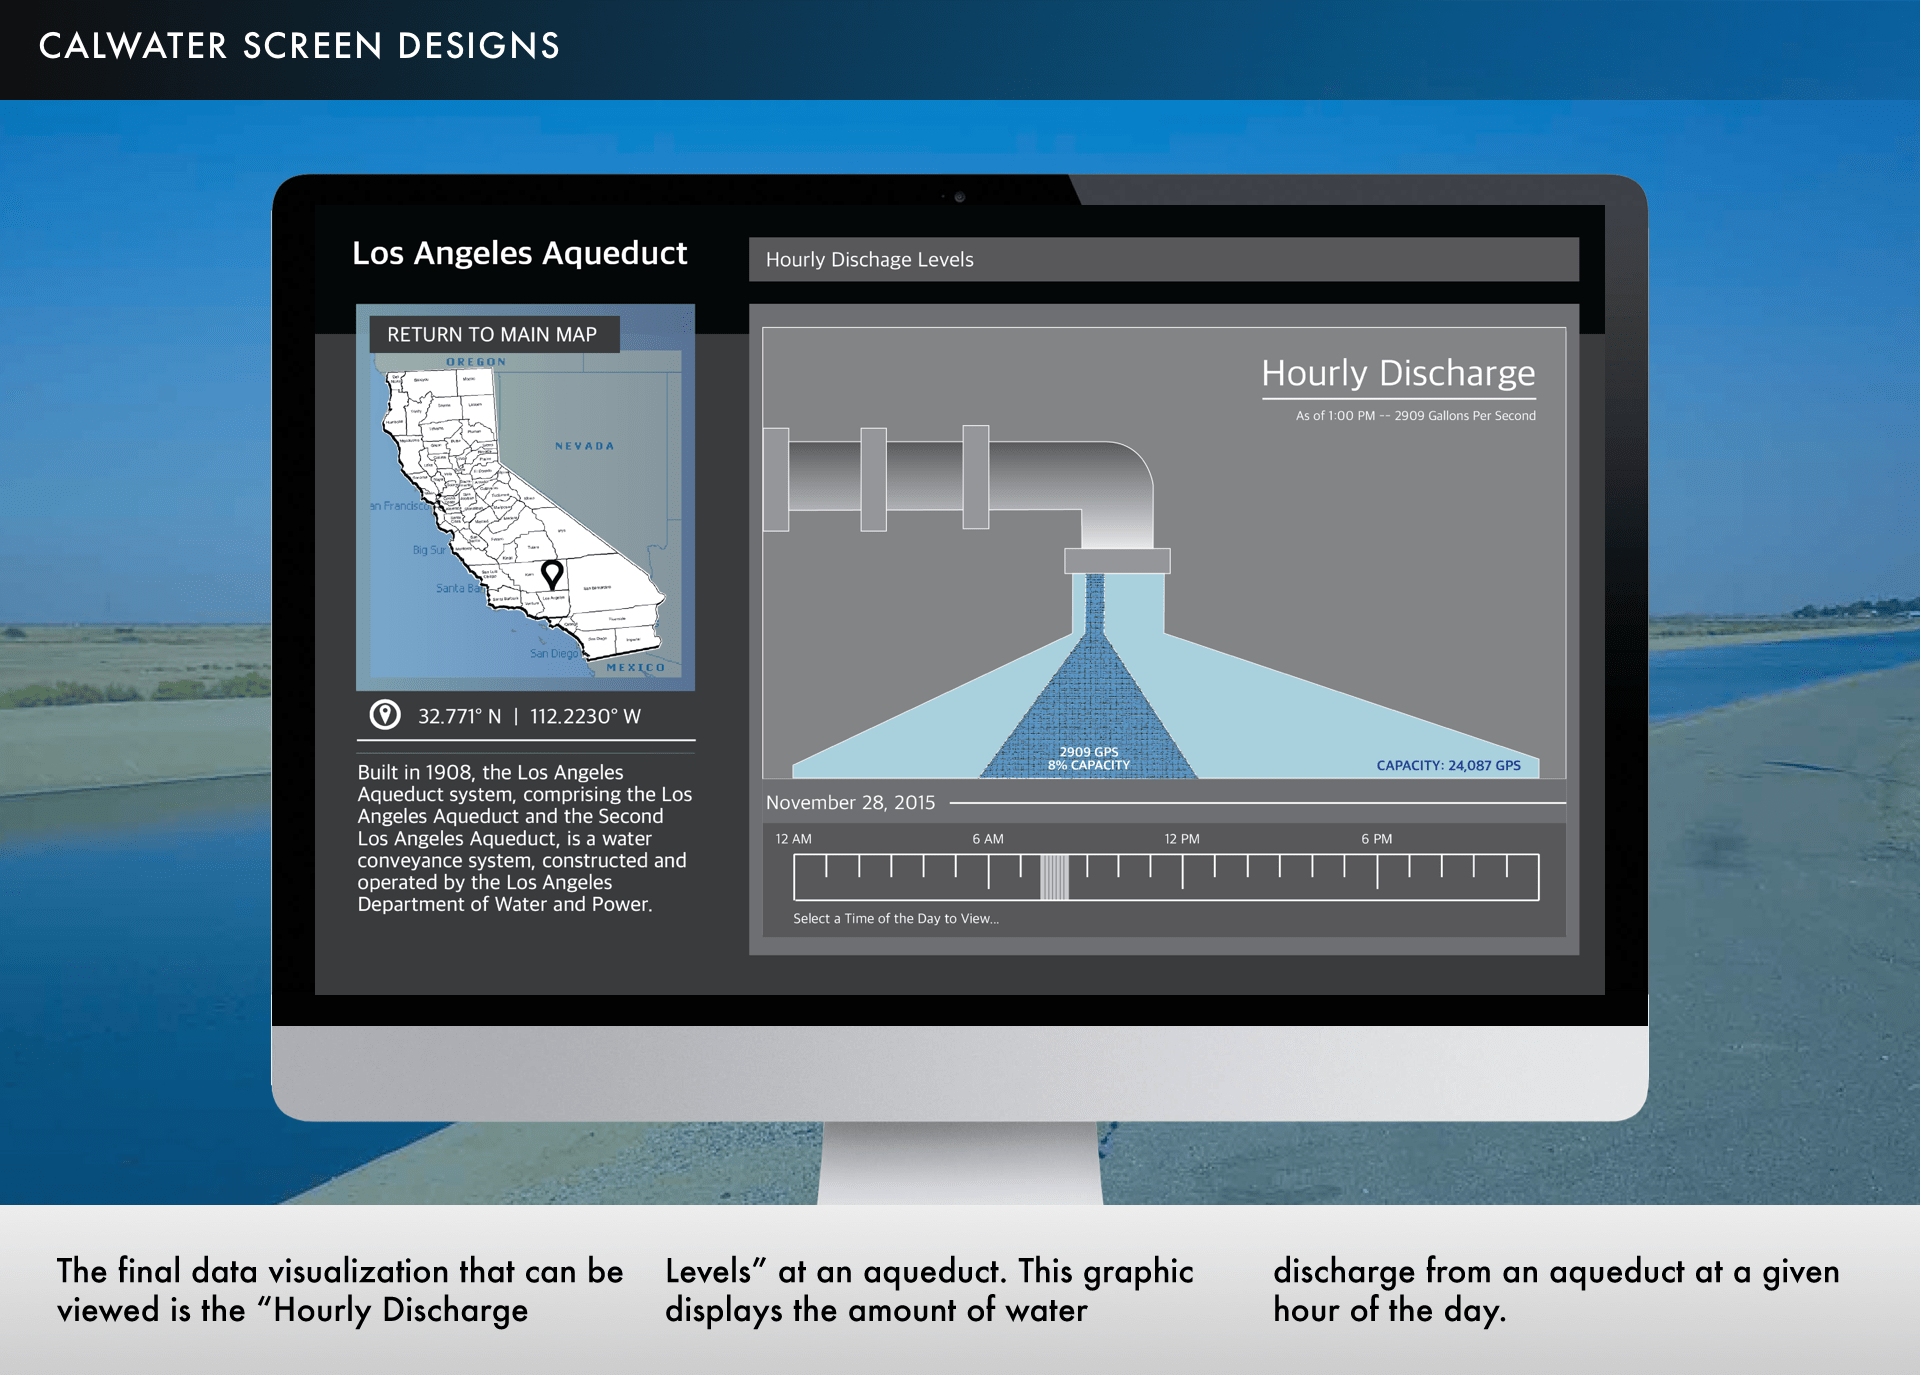 CALWATER SCREEN DESIGNS
Los Angeles Aqueduct
Hourly Dischage Levels
RETURN TO MAIN MAP
OREGON
NEVADA
an Francisco
Big Sur
Santa Ba
San Diego
MEXICO
32.771° N | 112.2230° W
Built in 1908, the Los Angeles
Aqueduct system, comprising the Los
Angeles Aqueduct and the Second
Los Angeles Aqueduct, is a water
conveyance system, constructed and
operated by the Los Angeles
Department of Water and Power.
Hourly Discharge
As of 1:00 PM -- 2909 Gallons Per Second
2909 GPS
8% CAPACITY
CAPACITY: 24,087 GPS
November 28, 2015
12 AM 6 AM 12 PM 6 PM
Select a Time of the Day to View...
The final data visualization that can be
viewed is the “Hourly Discharge
Levels” at an aqueduct. This graphic
displays the amount of water
discharge from an aqueduct at a given
hour of the day.